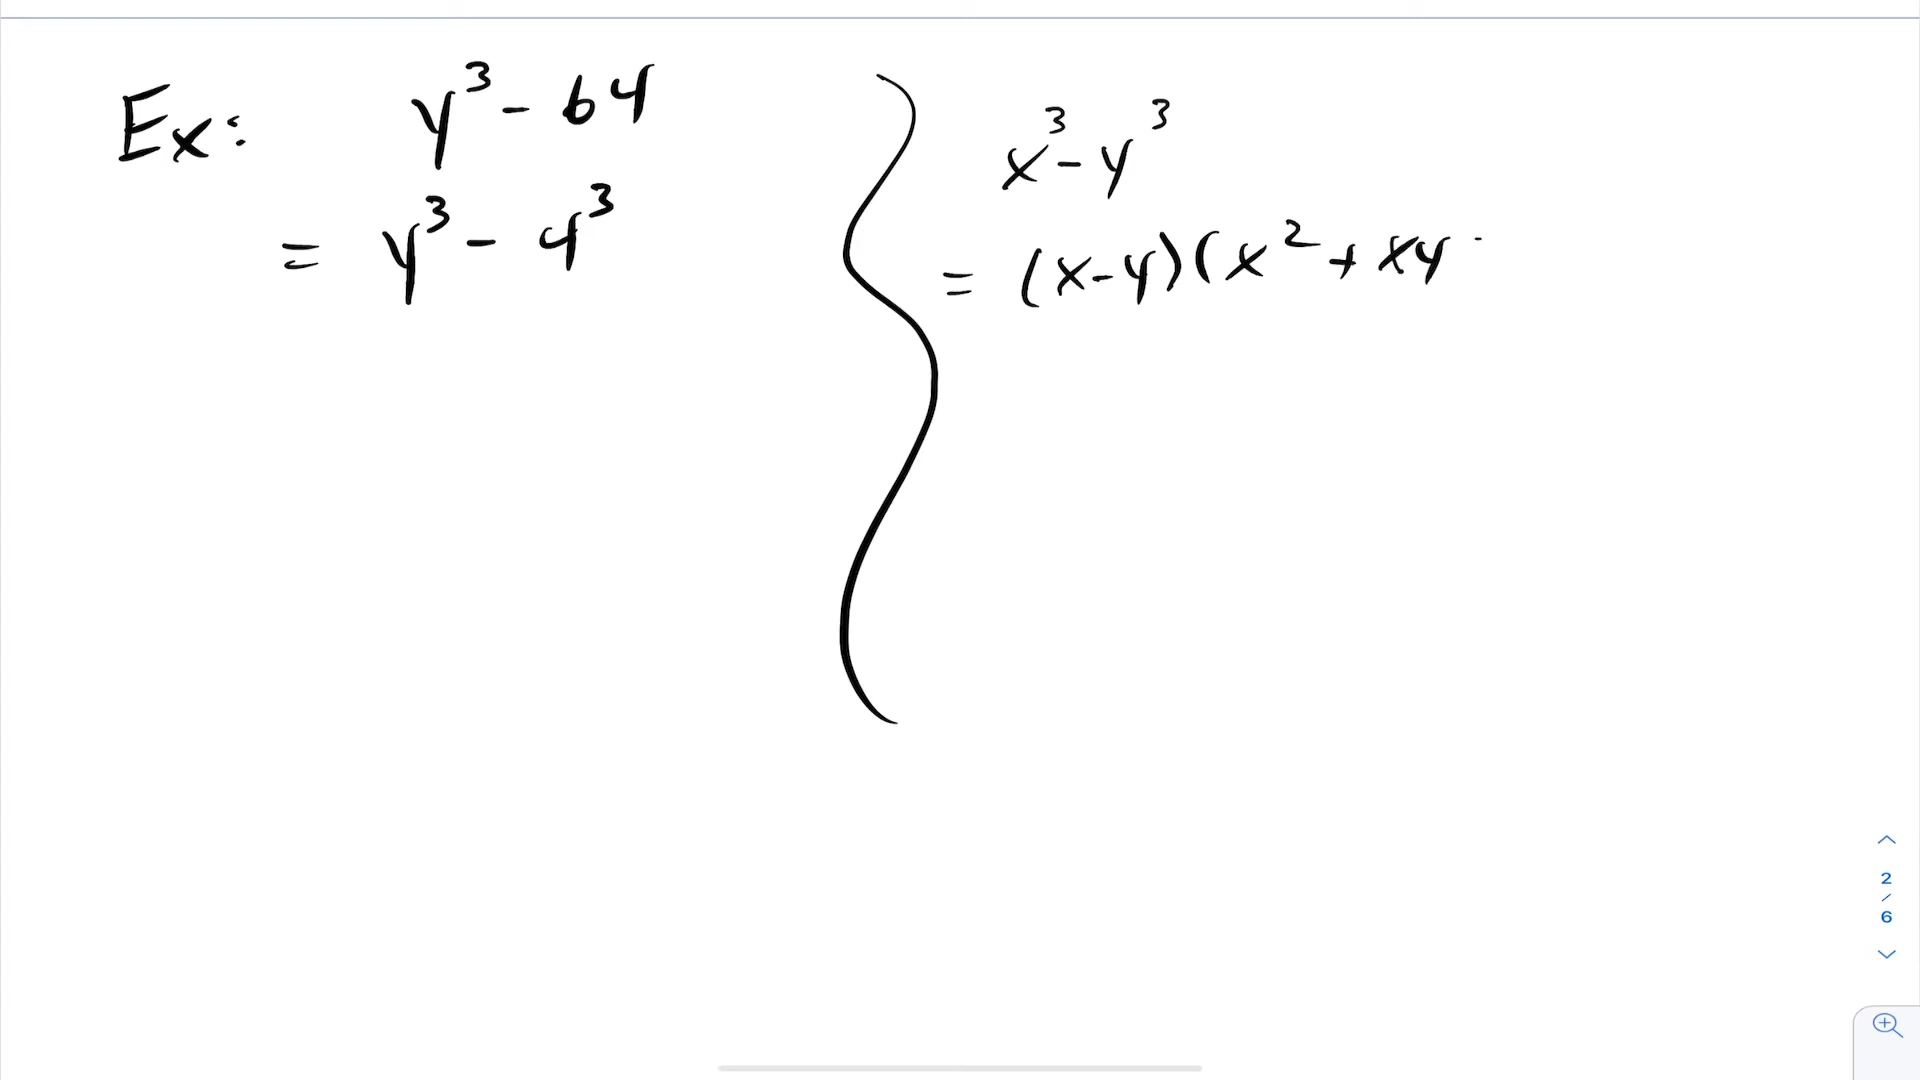 Ex: y³ - 64
= y³ - 4³
x³ - y³
= (x-y)(x² + xy
2
/
6